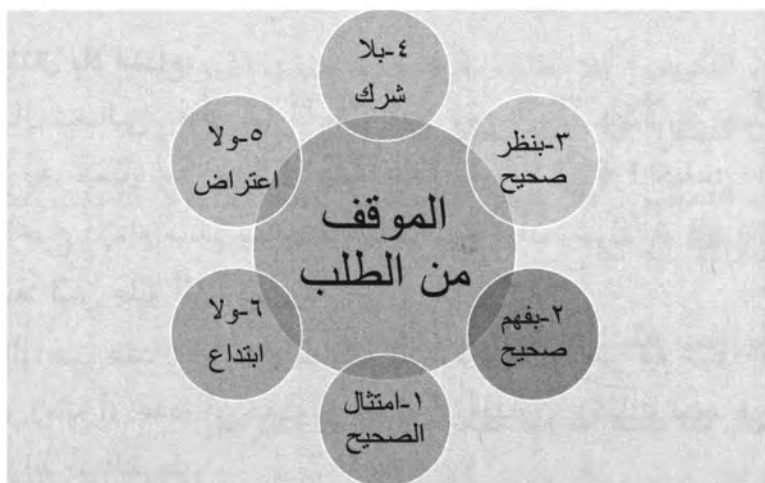 الموقف
من الطلب
١-امتثال
الصحيح
٢-بفهم
صحيح
٣-بنظر
صحيح
٤-بلا
شرك
٥-ولا
اعتراض
٦-ولا
ابتداع